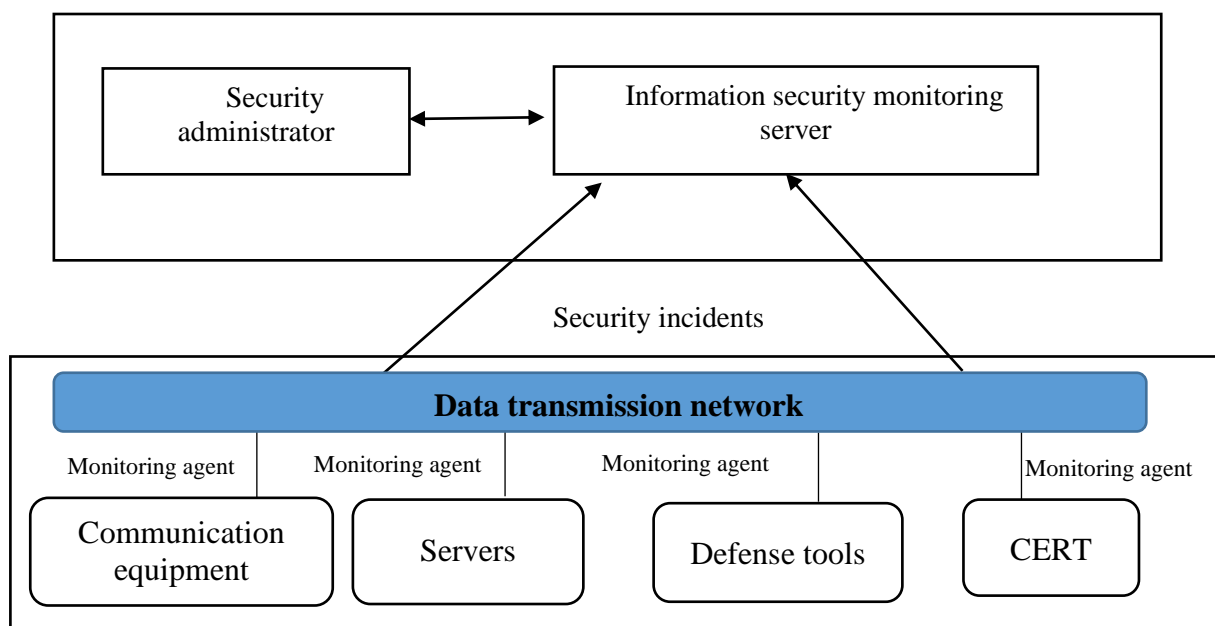 Security
administrator
Information security monitoring
server
Security incidents
Data transmission network
Monitoring agent
Monitoring agent
Monitoring agent
Monitoring agent
Communication
equipment
Servers
Defense tools
CERT